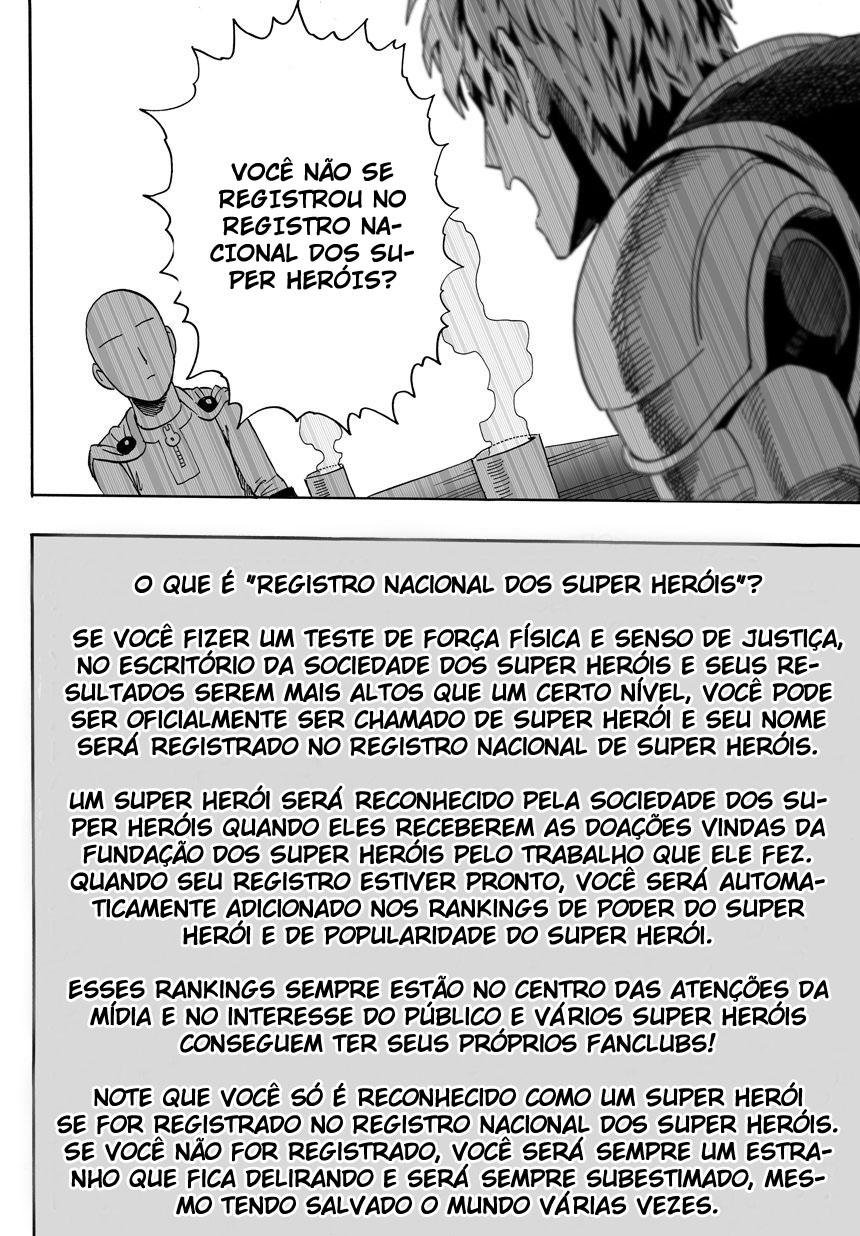 VOCÊ NÃO SE
REGISTROU NO
REGISTRO NA-
CIONAL DOS SU-
PER HERÓIS?
O QUE É "REGISTRO NACIONAL DOS SUPER HERÓIS"?
SE VOCÊ FIZER UM TESTE DE FORÇA FÍSICA E SENSO DE JUSTIÇA,
NO ESCRITÓRIO DA SOCIEDADE DOS SUPER HERÓIS E SEUS RE-
SULTADOS SEREM MAIS ALTOS QUE UM CERTO NÍVEL, VOCÊ PODE
SER OFICIALMENTE SER CHAMADO DE SUPER HERÓI E SEU NOME
SERÁ REGISTRADO NO REGISTRO NACIONAL DE SUPER HERÓIS.
UM SUPER HERÓI SERÁ RECONHECIDO PELA SOCIEDADE DOS SU-
PER HERÓIS QUANDO ELES RECEBEREM AS DOAÇÕES VINDAS DA
FUNDAÇÃO DOS SUPER HERÓIS PELO TRABALHO QUE ELE FEZ.
QUANDO SEU REGISTRO ESTIVER PRONTO, VOCÊ SERÁ AUTOMA-
TICAMENTE ADICIONADO NOS RANKINGS DE PODER DO SUPER
HERÓI E DE POPULARIDADE DO SUPER HERÓI.
ESSES RANKINGS SEMPRE ESTÃO NO CENTRO DAS ATENÇÕES DA
MÍDIA E NO INTERESSE DO PÚBLICO E VÁRIOS SUPER HERÓIS
CONSEGUEM TER SEUS PRÓPRIOS FANCLUBS!
NOTE QUE VOCÊ SÓ É RECONHECIDO COMO UM SUPER HERÓI
SE FOR REGISTRADO NO REGISTRO NACIONAL DOS SUPER HERÓIS.
SE VOCÊ NÃO FOR REGISTRADO, VOCÊ SERÁ SEMPRE UM ESTRA-
NHO QUE FICA DELIRANDO E SERÁ SEMPRE SUBESTIMADO, MES-
MO TENDO SALVADO O MUNDO VÁRIAS VEZES.